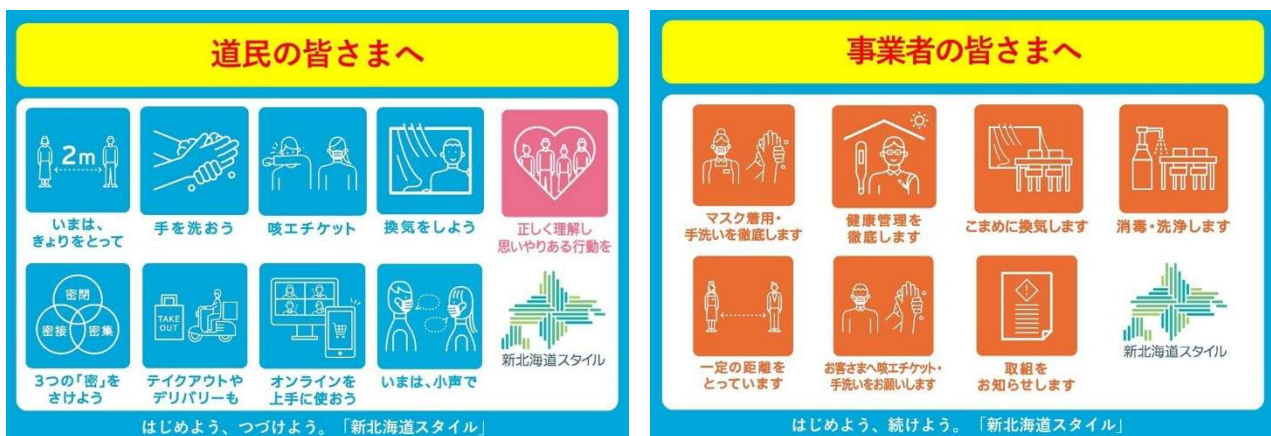 道民の皆さまへ
2m
いまは、
きょりをとって
手を洗おう
咳エチケット
換気をしよう
正しく理解し
思いやりある行動を
密閉
密接
密集
3つの「密」を
さけよう
TAKE
OUT
テイクアウトや
デリバリーも
オンラインを
上手に使おう
いまは、小声で
新北海道スタイル
はじめよう、つづけよう。「新北海道スタイル」
事業者の皆さまへ
マスク着用・
手洗いを徹底します
健康管理を
徹底します
こまめに換気します
消毒・洗浄します
一定の距離を
とっています
お客さまへ咳エチケット・
手洗いをお願いします
取組を
お知らせします
新北海道スタイル
はじめよう、続けよう。「新北海道スタイル」